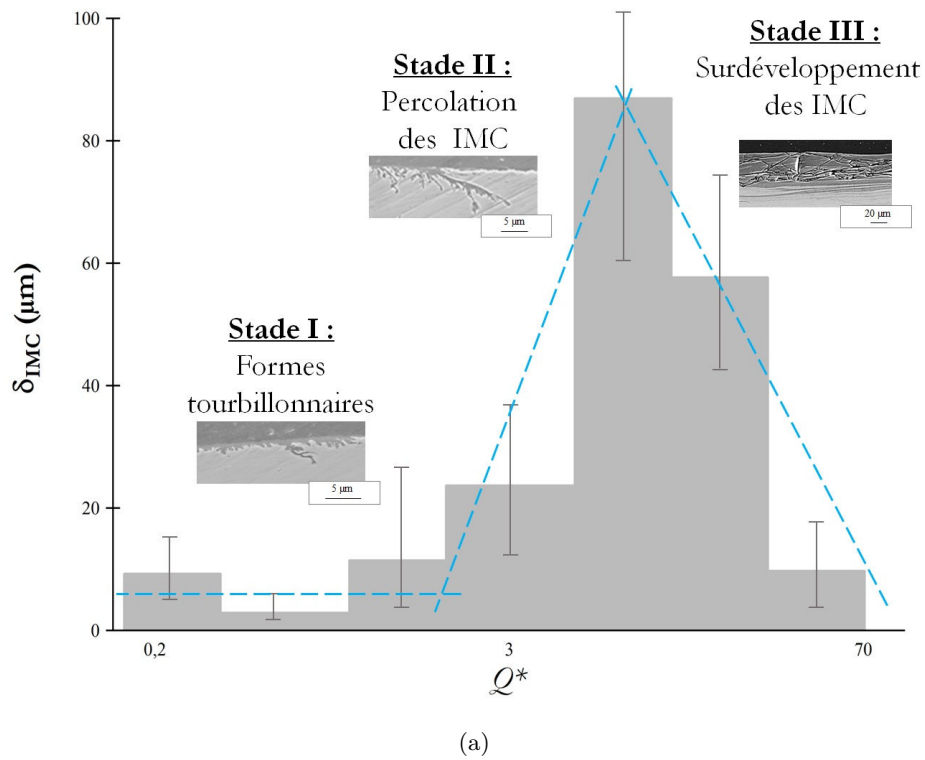 100
80
60
40
20
0
δIMC (μm)
Stade I :
Formes
tourbillonnaires
5 μm
Stade II :
Percolation
des IMC
5 μm
Stade III :
Surdéveloppement
des IMC
20 μm
0,2
3
70
Q*
(a)